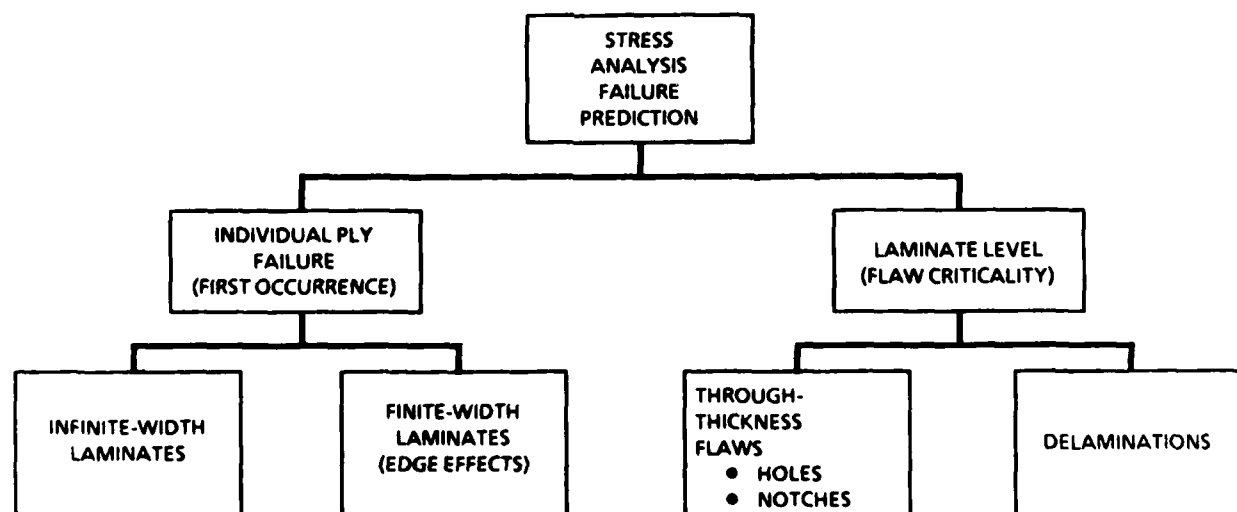 STRESS
ANALYSIS
FAILURE
PREDICTION
INDIVIDUAL PLY
FAILURE
(FIRST OCCURRENCE)
LAMINATE LEVEL
(FLAW CRITICALITY)
INFINITE-WIDTH
LAMINATES
FINITE-WIDTH
LAMINATES
(EDGE EFFECTS)
THROUGH-
THICKNESS
FLAWS
● HOLES
● NOTCHES
DELAMINATIONS